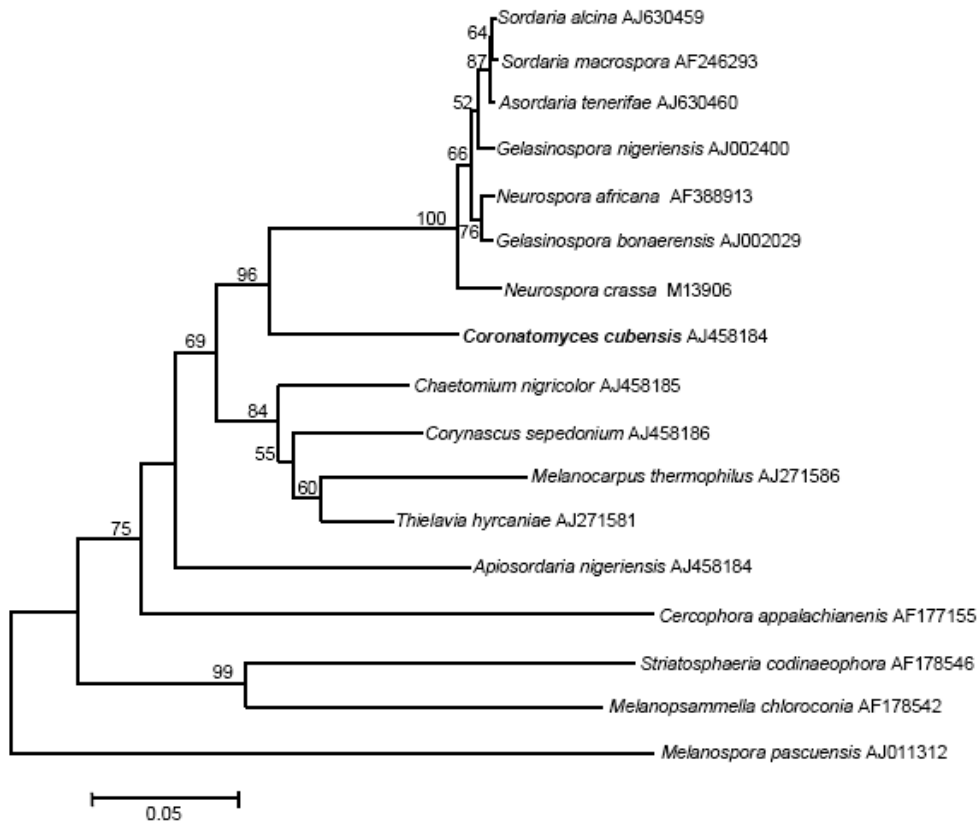 Sordaria alcina AJ630459
64
Sordaria macrospora AF246293
87
Asordaria tenerifae AJ630460
52
Gelasinospora nigeriensis AJ002400
66
Neurospora africana AF388913
100
76
Gelasinospora bonaerensis AJ002029
96
Neurospora crassa M13906
Coronatomyces cubensis AJ458184
69
Chaetomium nigricolor AJ458185
84
Corynascus sepedonium AJ458186
55
Melanocarpus thermophilus AJ271586
60
Thielavia hyrcaniae AJ271581
75
Apiosordaria nigeriensis AJ458184
Cercophora appalachianenis AF177155
99
Striatosphaeria codinaeophora AF178546
Melanopsammella chloroconia AF178542
Melanospora pascuensis AJ011312
0.05